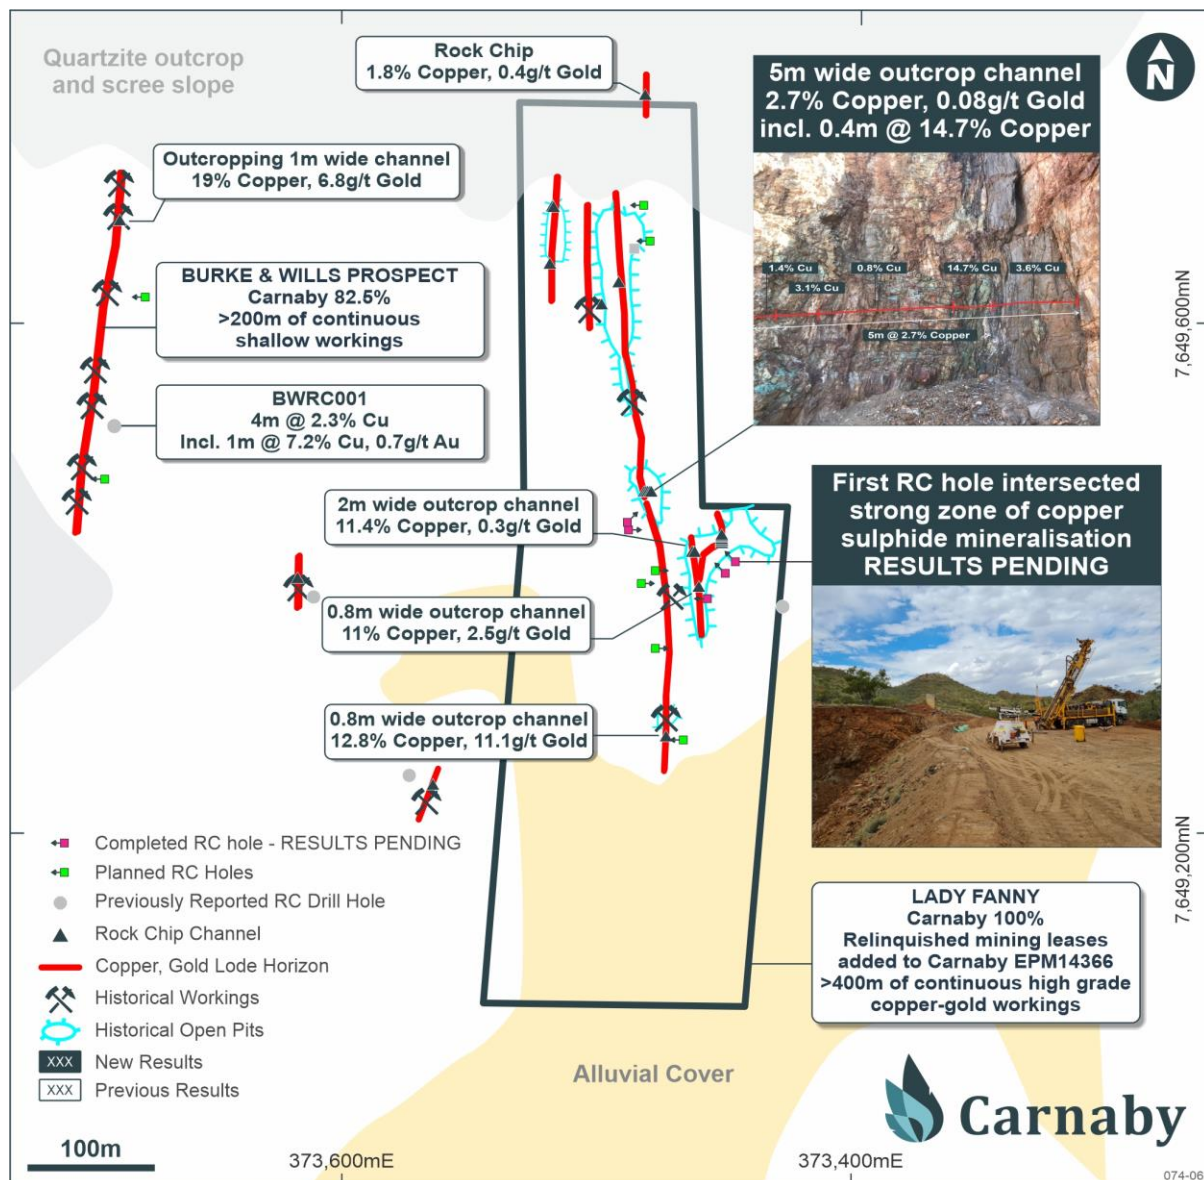 Quartzite outcrop
and scree slope
Rock Chip
1.8% Copper, 0.4g/t Gold
N
5m wide outcrop channel
2.7% Copper, 0.08g/t Gold
incl. 0.4m @ 14.7% Copper
1.4% Cu
3.1% Cu
0.8% Cu
14.7% Cu
3.6% Cu
5m @ 2.7% Copper
Outcropping 1m wide channel
19% Copper, 6.8g/t Gold
BURKE & WILLS PROSPECT
Carnaby 82.5%
>200m of continuous
shallow workings
BWRC001
4m @ 2.3% Cu
Incl. 1m @ 7.2% Cu, 0.7g/t Au
7,649,600mN
2m wide outcrop channel
11.4% Copper, 0.3g/t Gold
First RC hole intersected
strong zone of copper
sulphide mineralisation
RESULTS PENDING
0.8m wide outcrop channel
11% Copper, 2.5g/t Gold
0.8m wide outcrop channel
12.8% Copper, 11.1g/t Gold
7,649,200mN
LADY FANNY
Carnaby 100%
Relinquished mining leases
added to Carnaby EPM14366
>400m of continuous high grade
copper-gold workings
Completed RC hole - RESULTS PENDING
Planned RC Holes
Previously Reported RC Drill Hole
Rock Chip Channel
Copper, Gold Lode Horizon
Historical Workings
Historical Open Pits
XXX New Results
XXX Previous Results
Alluvial Cover
Carnaby
100m
373,600mE
373,400mE
074-06